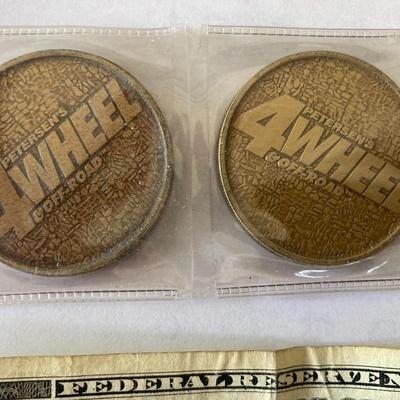 PETERSEN'S
4WHEEL
& OFF-ROAD
PETERSEN'S
4WHEEL
& OFF-ROAD
FEDERAL RESERVE N